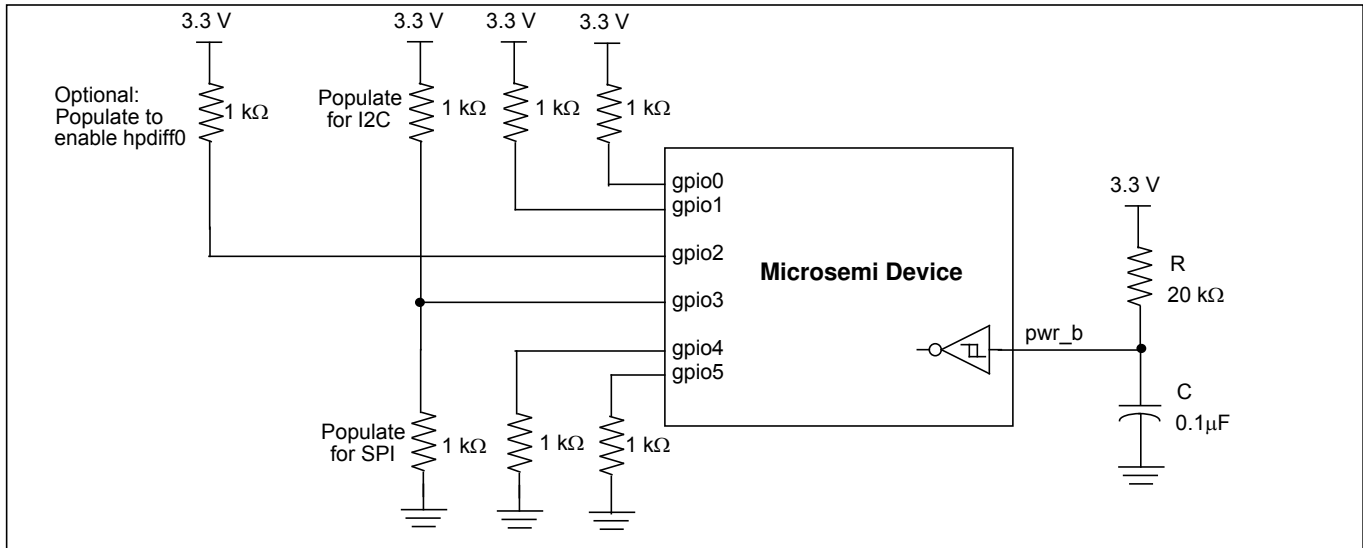 3.3 V
3.3 V
3.3 V
3.3 V
Optional:
Populate to
enable hpdiff0
1 kΩ
Populate
for I2C
1 kΩ
1 kΩ
1 kΩ
gpio0
gpio1
gpio2
gpio3
gpio4
gpio5
Microsemi Device
pwr_b
3.3 V
R
20 kΩ
C
0.1μF
Populate
for SPI
1 kΩ
1 kΩ
1 kΩ